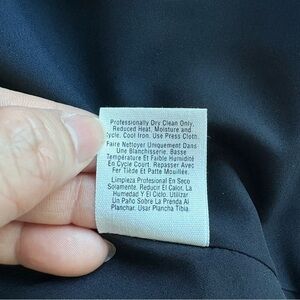 Professionally Dry Clean Only,
Reduced Heat, Moisture and
Cycle. Cool Iron. Use Press Cloth.
Faire Nettoyer Uniquement Dans
Une Blanchisserie. Basse
Température Et Faible Humidité
En Cycle Court. Repasser Avec
Fer Tiède Et Patte Mouillée.
Limpieza Profesional En Seco
Solamente. Reducir El Calor, La
Humedad Y El Ciclo. Utilizar
Un Paño Sobre La Prenda Al
Planchar. Usar Plancha Tibia.